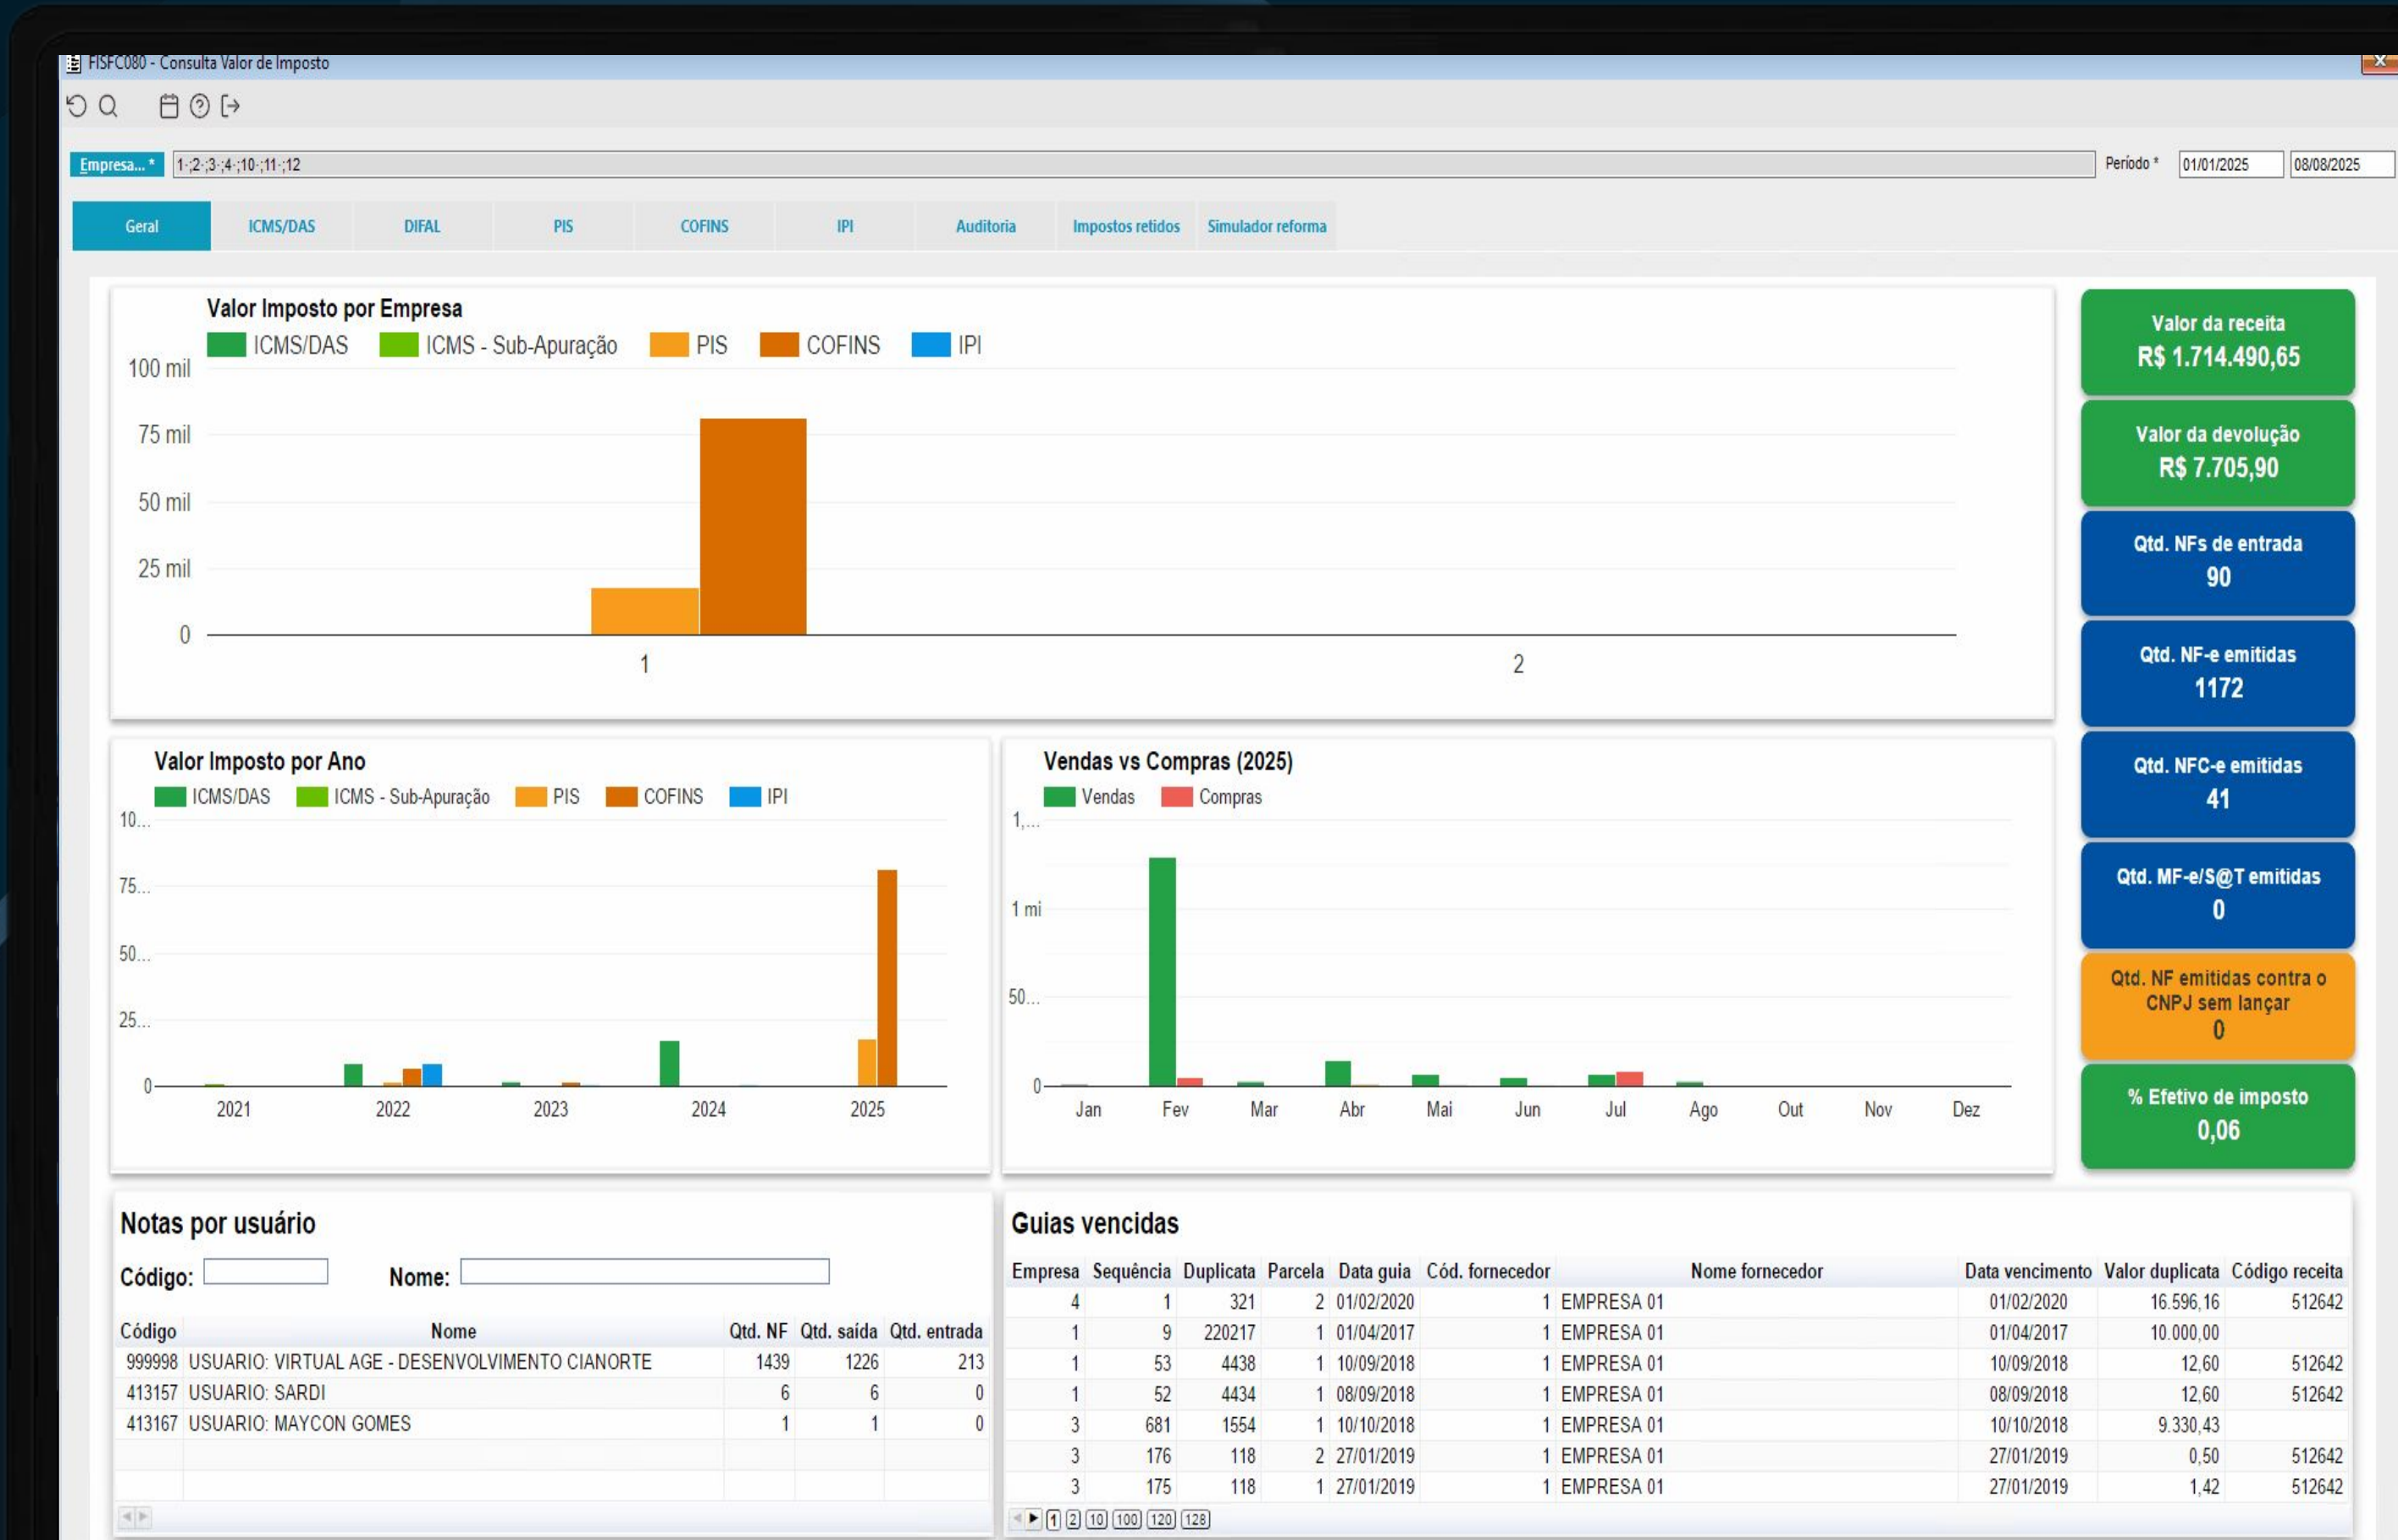 FISFC080 - Consulta Valor de Imposto
X
Empresa... * 1-;2-;3-;4-;10-;11-;12 Período * 01/01/2025 08/08/2025
Geral ICMS/DAS DIFAL PIS COFINS IPI Auditoria Impostos retidos Simulador reforma
Valor Imposto por Empresa
ICMS/DAS ICMS - Sub-Apuração PIS COFINS IPI
100 mil
75 mil
50 mil
25 mil
0
1 2
Valor da receita
R$ 1.714.490,65
Valor da devolução
R$ 7.705,90
Qtd. NFs de entrada
90
Qtd. NF-e emitidas
1172
Qtd. NFC-e emitidas
41
Qtd. MF-e/S@T emitidas
0
Qtd. NF emitidas contra o
CNPJ sem lançar
0
% Efetivo de imposto
0,06
Valor Imposto por Ano
ICMS/DAS ICMS - Sub-Apuração PIS COFINS IPI
10...
75...
50...
25...
0
2021 2022 2023 2024 2025
Vendas vs Compras (2025)
Vendas Compras
1,...
1 mi
50...
0
Jan Fev Mar Abr Mai Jun Jul Ago Out Nov Dez
Notas por usuário
Código: Nome:
Código Nome Qtd. NF Qtd. saída Qtd. entrada
999998 USUARIO: VIRTUAL AGE - DESENVOLVIMENTO CIANORTE 1439 1226 213
413157 USUARIO: SARDI 6 6 0
413167 USUARIO: MAYCON GOMES 1 1 0
Guias vencidas
Empresa Sequência Duplicata Parcela Data guia Cód. fornecedor Nome fornecedor Data vencimento Valor duplicata Código receita
4 1 321 2 01/02/2020 1 EMPRESA 01 01/02/2020 16.596,16 512642
1 9 220217 1 01/04/2017 1 EMPRESA 01 01/04/2017 10.000,00
1 53 4438 1 10/09/2018 1 EMPRESA 01 10/09/2018 12,60 512642
1 52 4434 1 08/09/2018 1 EMPRESA 01 08/09/2018 12,60 512642
3 681 1554 1 10/10/2018 1 EMPRESA 01 10/10/2018 9.330,43
3 176 118 2 27/01/2019 1 EMPRESA 01 27/01/2019 0,50 512642
3 175 118 1 27/01/2019 1 EMPRESA 01 27/01/2019 1,42 512642
1 2 10 100 120 128